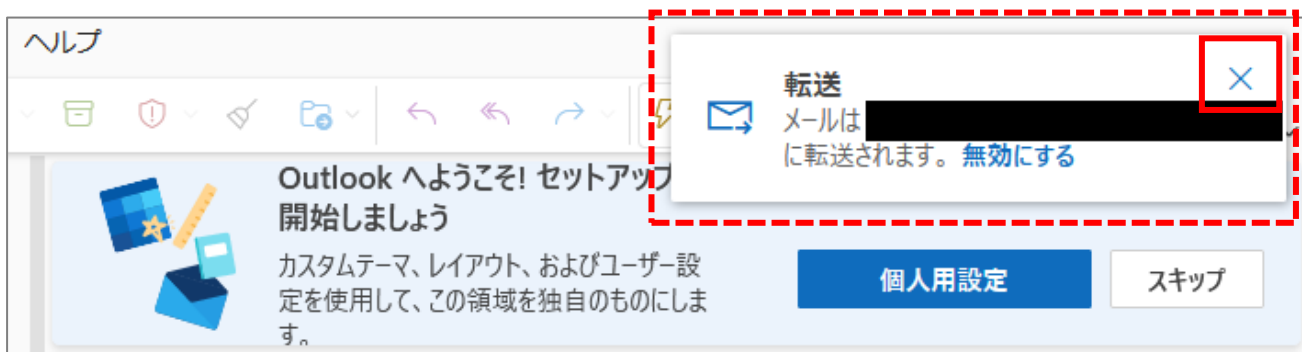 ヘルプ
転送
メールは
に転送されます。 無効にする
Outlook へようこそ! セットアップ
開始しましょう
カスタムテーマ、レイアウト、およびユーザー設
定を使用して、この領域を独自のものにしま
す。
個人用設定
スキップ